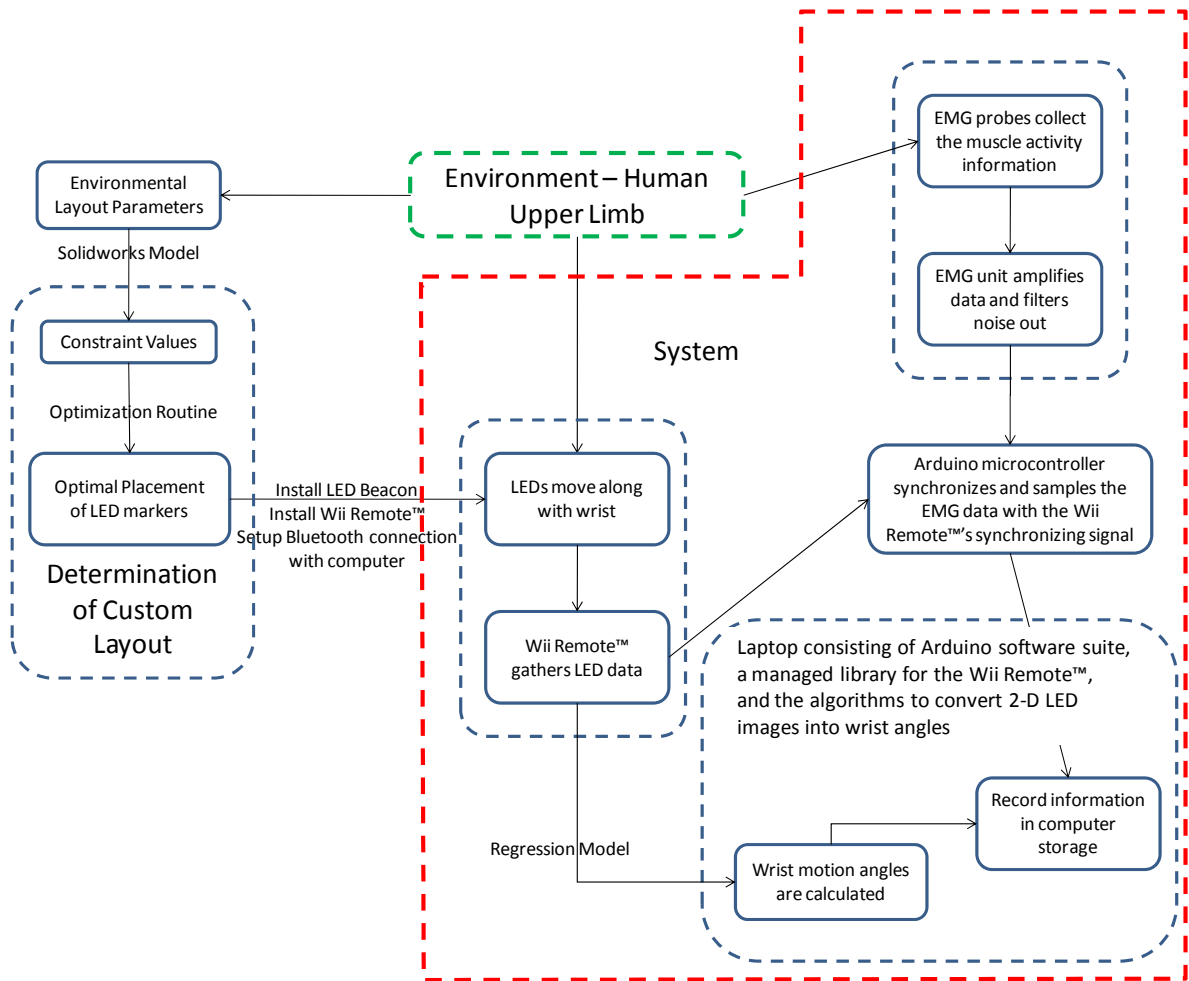 EMG probes collect
the muscle activity
information
Environment – Human
Upper Limb
Environmental
Layout Parameters
Solidworks Model
EMG unit amplifies
data and filters
noise out
Constraint Values
System
Optimization Routine
Optimal Placement
of LED markers
Install LED Beacon
Install Wii Remote™
Setup Bluetooth connection
with computer
LEDs move along
with wrist
Arduino microcontroller
synchronizes and samples the
EMG data with the Wii
Remote™'s synchronizing signal
Determination
of Custom
Layout
Wii Remote™
gathers LED data
Laptop consisting of Arduino software suite,
a managed library for the Wii Remote™,
and the algorithms to convert 2-D LED
images into wrist angles
Record information
in computer
storage
Regression Model
Wrist motion angles
are calculated